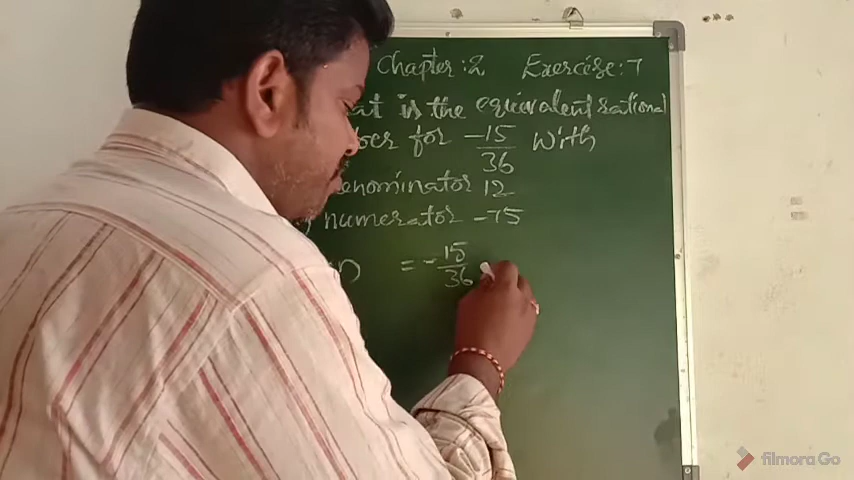 Chapter:2 Exercise:7
is the equivalent rational
for -15/36 with
denominator 12
numerator -75
= -15/36
filmora Go